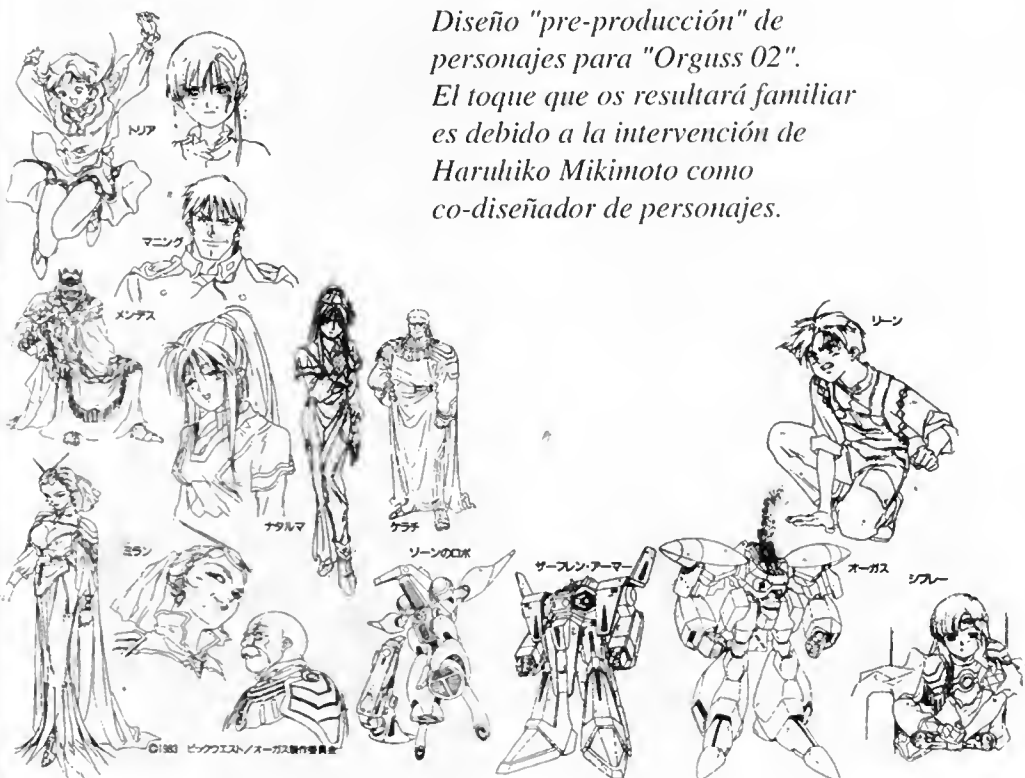 Diseño "pre-producción" de
personajes para "Orguss 02".
El toque que os resultará familiar
es debido a la intervención de
Haruhiko Mikimoto como
co-diseñador de personajes.
トリア
マニング
メンデス
リーン
ナタルマ
ケラチ
ミラン
ゾーンのロボ
ザーフレン・アーマー
オーガス
シブレー
©1983 ビックウエスト/オーガス製作委員会